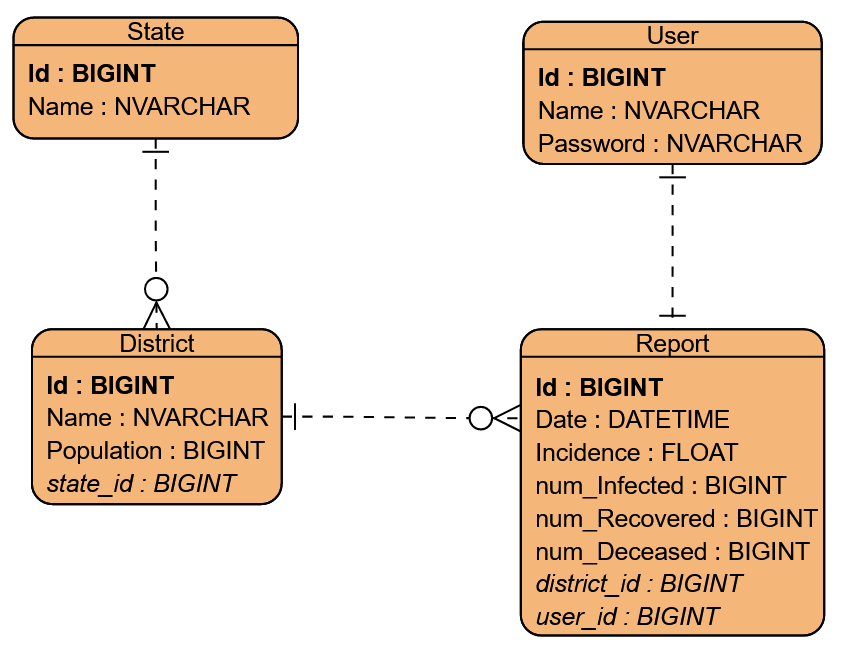 State
Id : BIGINT
Name : NVARCHAR
User
Id : BIGINT
Name : NVARCHAR
Password : NVARCHAR
District
Id : BIGINT
Name : NVARCHAR
Population : BIGINT
state_id : BIGINT
Report
Id : BIGINT
Date : DATETIME
Incidence : FLOAT
num_Infected : BIGINT
num_Recovered : BIGINT
num_Deceased : BIGINT
district_id : BIGINT
user_id : BIGINT